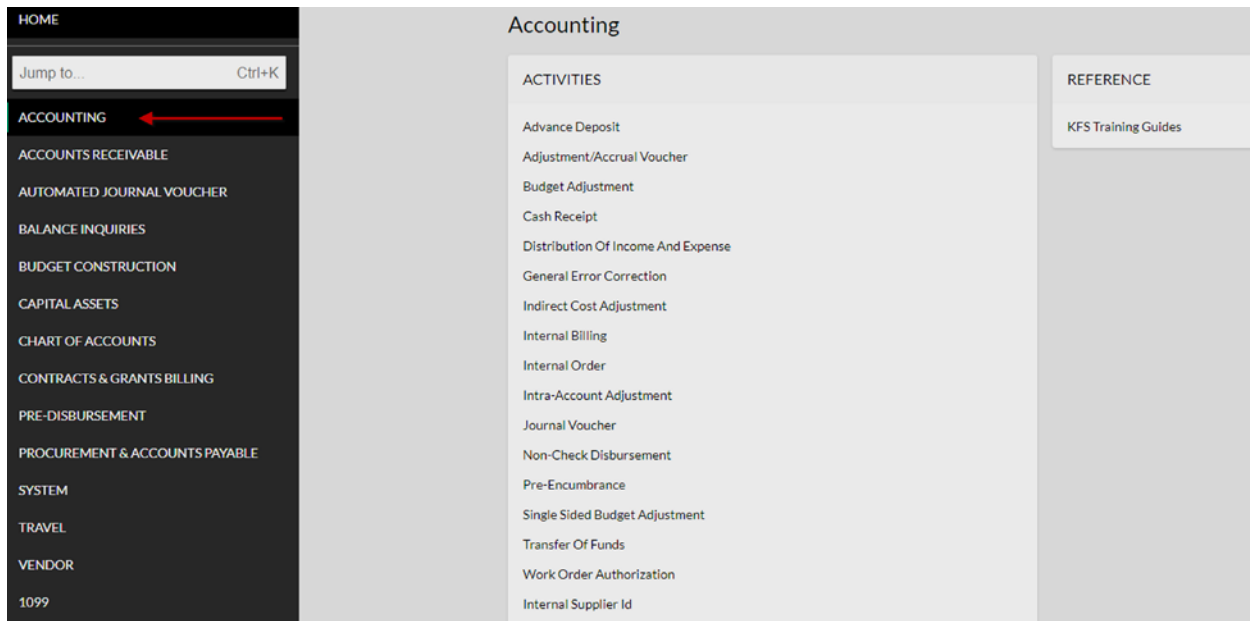 HOME
Jump to... Ctrl+K
ACCOUNTING
ACCOUNTS RECEIVABLE
AUTOMATED JOURNAL VOUCHER
BALANCE INQUIRIES
BUDGET CONSTRUCTION
CAPITAL ASSETS
CHART OF ACCOUNTS
CONTRACTS & GRANTS BILLING
PRE-DISBURSEMENT
PROCUREMENT & ACCOUNTS PAYABLE
SYSTEM
TRAVEL
VENDOR
1099
Accounting
ACTIVITIES
Advance Deposit
Adjustment/Accrual Voucher
Budget Adjustment
Cash Receipt
Distribution Of Income And Expense
General Error Correction
Indirect Cost Adjustment
Internal Billing
Internal Order
Intra-Account Adjustment
Journal Voucher
Non-Check Disbursement
Pre-Encumbrance
Single Sided Budget Adjustment
Transfer Of Funds
Work Order Authorization
Internal Supplier Id
REFERENCE
KFS Training Guides